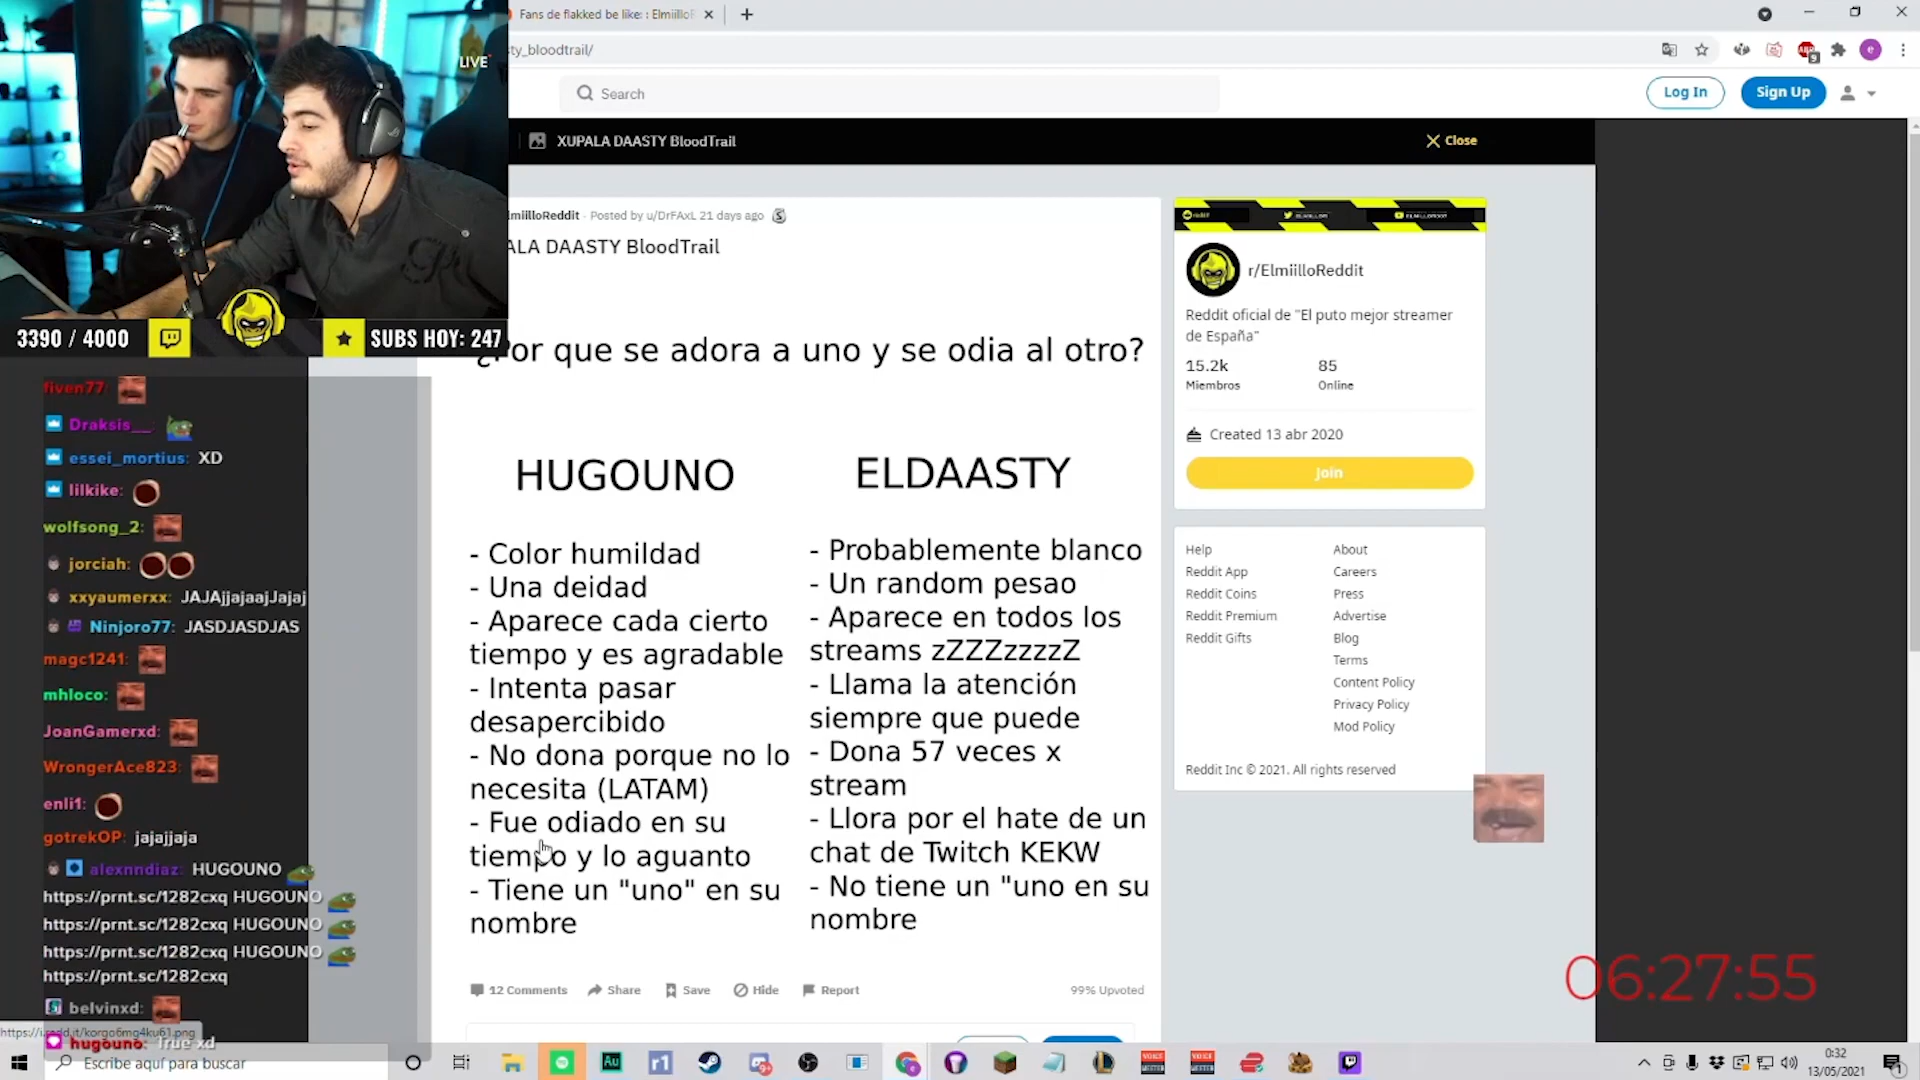 Fans de flakked be like: : Elmiillo
sty_bloodtrail/
LIVE
Search
Log In
Sign Up
XUPALA DAASTY BloodTrail
Close
lmiilloReddit · Posted by u/DrFAxL 21 days ago
ALA DAASTY BloodTrail
3390 / 4000
SUBS HOY: 247
¿Por que se adora a uno y se odia al otro?
HUGOUNO
- Color humildad
- Una deidad
- Aparece cada cierto
tiempo y es agradable
- Intenta pasar
desapercibido
- No dona porque no lo
necesita (LATAM)
- Fue odiado en su
tiempo y lo aguanto
- Tiene un "uno" en su
nombre
ELDAASTY
- Probablemente blanco
- Un random pesao
- Aparece en todos los
streams zZZZzzzzZ
- Llama la atención
siempre que puede
- Dona 57 veces x
stream
- Llora por el hate de un
chat de Twitch KEKW
- No tiene un "uno en su
nombre
12 Comments
Share
Save
Hide
Report
99% Upvoted
r/ElmiilloReddit
Reddit oficial de "El puto mejor streamer
de España"
15.2k
Miembros
85
Online
Created 13 abr 2020
Join
Help
Reddit App
Reddit Coins
Reddit Premium
Reddit Gifts
About
Careers
Press
Advertise
Blog
Terms
Content Policy
Privacy Policy
Mod Policy
Reddit Inc © 2021. All rights reserved
fiven77
Draksis__:
essei_mortius: XD
lilkike:
wolfsong_2:
jorciah:
xxyaumerxx: JAJAjjajaajJajaj
Ninjoro77: JASDJASDJAS
magc1241:
mhloco:
JoanGamerxd:
WrongerAce823:
enli1:
gotrekOP: jajajjaja
alexnndiaz: HUGOUNO
https://prnt.sc/1282cxq HUGOUNO
https://prnt.sc/1282cxq HUGOUNO
https://prnt.sc/1282cxq HUGOUNO
https://prnt.sc/1282cxq
belvinxd:
https://i.redd.it/korgo6mg4ku61.png
hugouno: True xd
06:27:55
Escribe aquí para buscar
0:32
13/05/2021